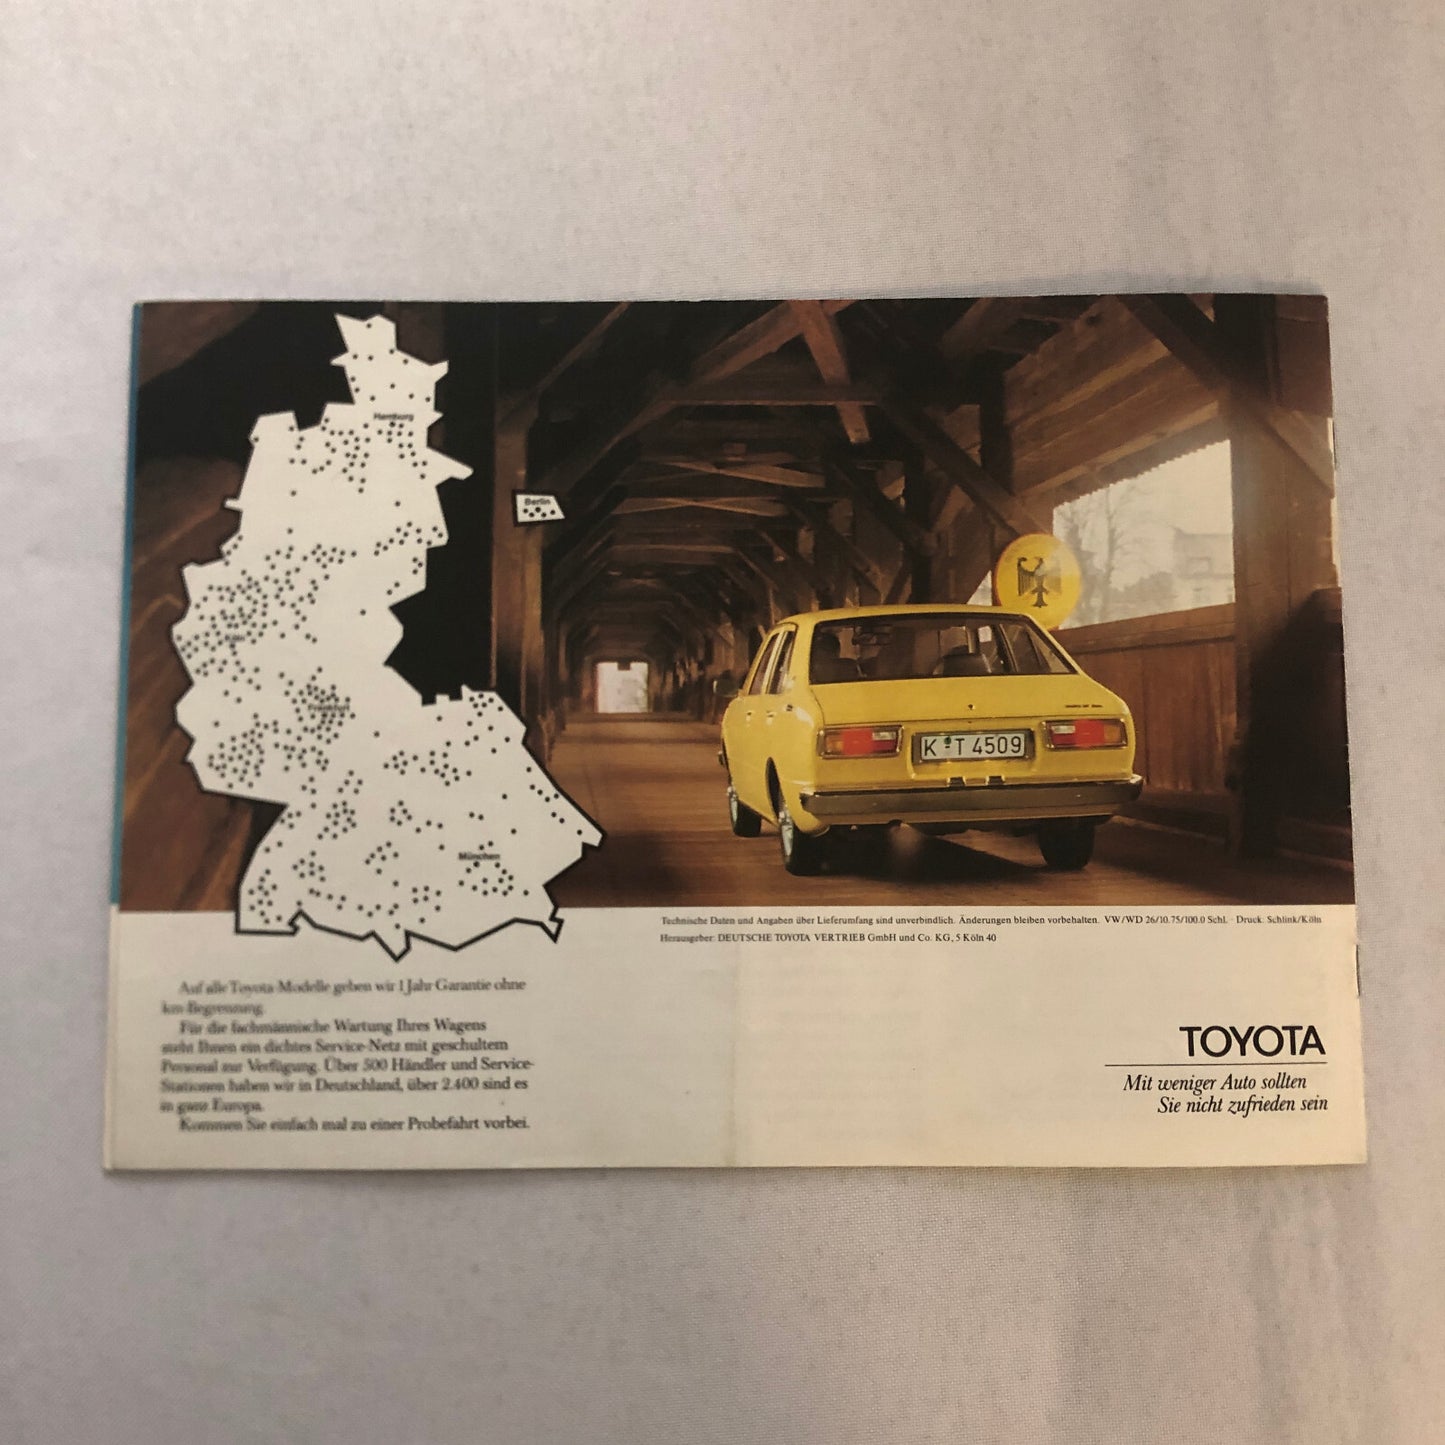 Hamburg
Berlin
Köln
Frankfurt
München
K T 4509
Technische Daten und Angaben über Lieferumfang sind unverbindlich. Änderungen bleiben vorbehalten. VW/WD 26/10.75/100.0 Schl. · Druck: Schlink/Köln
Herausgeber: DEUTSCHE TOYOTA VERTRIEB GmbH und Co. KG, 5 Köln 40
Auf alle Toyota-Modelle geben wir 1 Jahr Garantie ohne
km-Begrenzung.
Für die fachmännische Wartung Ihres Wagens
steht Ihnen ein dichtes Service-Netz mit geschultem
Personal zur Verfügung. Über 500 Händler und Service-
Stationen haben wir in Deutschland, über 2.400 sind es
in ganz Europa.
Kommen Sie einfach mal zu einer Probefahrt vorbei.
TOYOTA
Mit weniger Auto sollten
Sie nicht zufrieden sein